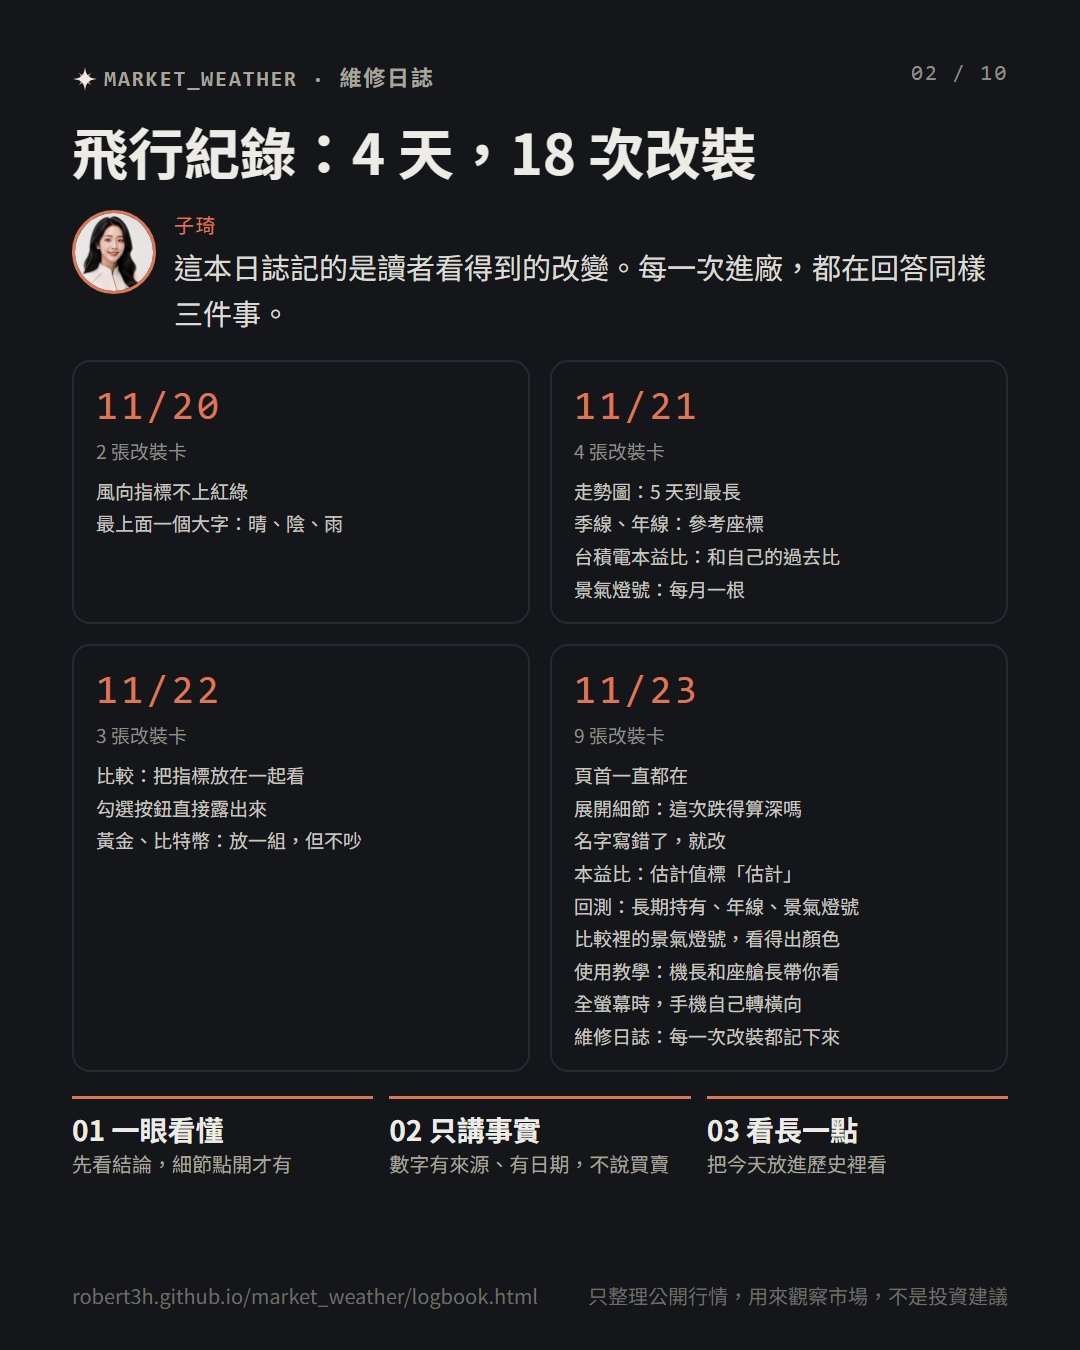 MARKET_WEATHER · 維修日誌
02 / 10
飛行紀錄：4 天，18 次改裝
子琦
這本日誌記的是讀者看得到的改變。每一次進廠，都在回答同樣
三件事。
11/20
2 張改裝卡
風向指標不上紅綠
最上面一個大字：晴、陰、雨
11/21
4 張改裝卡
走勢圖：5 天到最長
季線、年線：參考座標
台積電本益比：和自己的過去比
景氣燈號：每月一根
11/22
3 張改裝卡
比較：把指標放在一起看
勾選按鈕直接露出來
黃金、比特幣：放一組，但不吵
11/23
9 張改裝卡
頁首一直都在
展開細節：這次跌得算深嗎
名字寫錯了，就改
本益比：估計值標「估計」
回測：長期持有、年線、景氣燈號
比較裡的景氣燈號，看得出顏色
使用教學：機長和座艙長帶你看
全螢幕時，手機自己轉橫向
維修日誌：每一次改裝都記下來
01 一眼看懂
先看結論，細節點開才有
02 只講事實
數字有來源、有日期，不說買賣
03 看長一點
把今天放進歷史裡看
robert3h.github.io/market_weather/logbook.html
只整理公開行情，用來觀察市場，不是投資建議